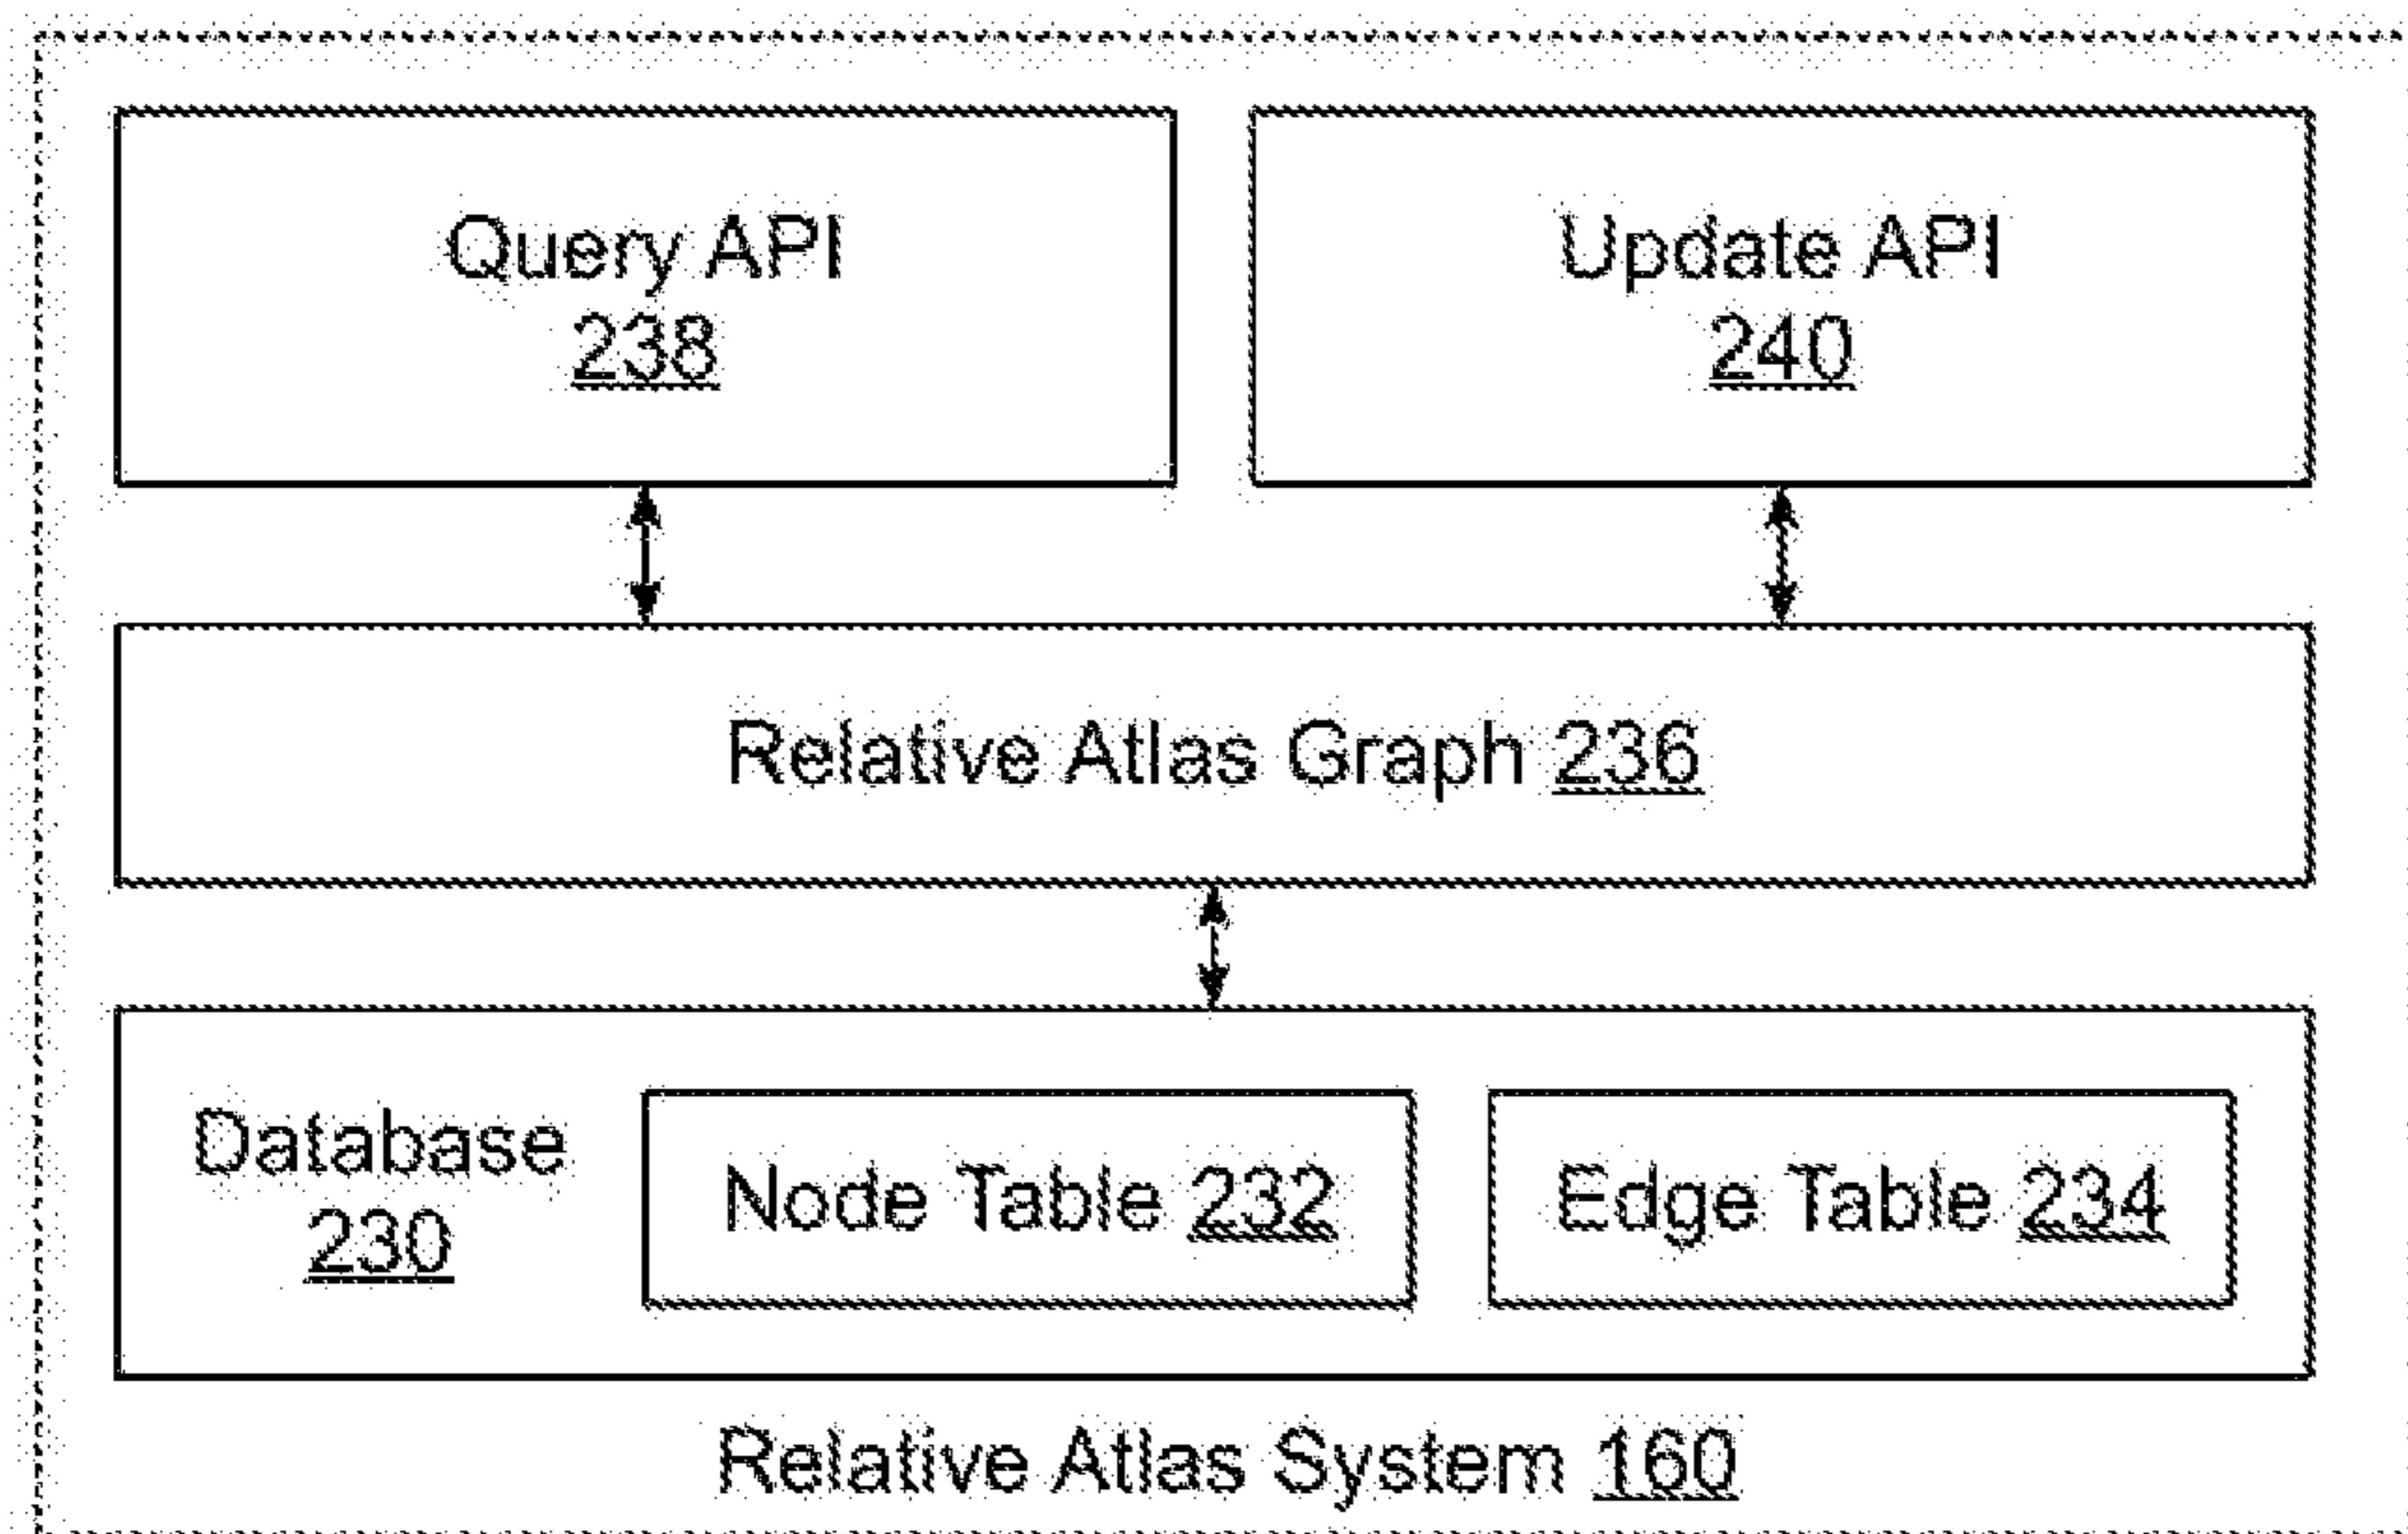 Query API
238
Update API
240
Relative Atlas Graph 236
Database
230
Node Table 232
Edge Table 234
Relative Atlas System 160